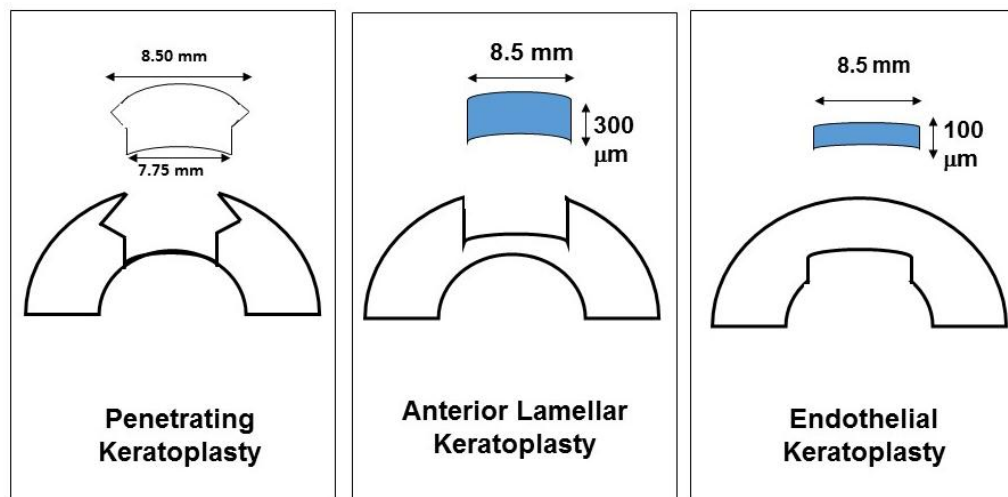 8.50 mm
7.75 mm
Penetrating
Keratoplasty
8.5 mm
300
μm
Anterior Lamellar
Keratoplasty
8.5 mm
100
μm
Endothelial
Keratoplasty